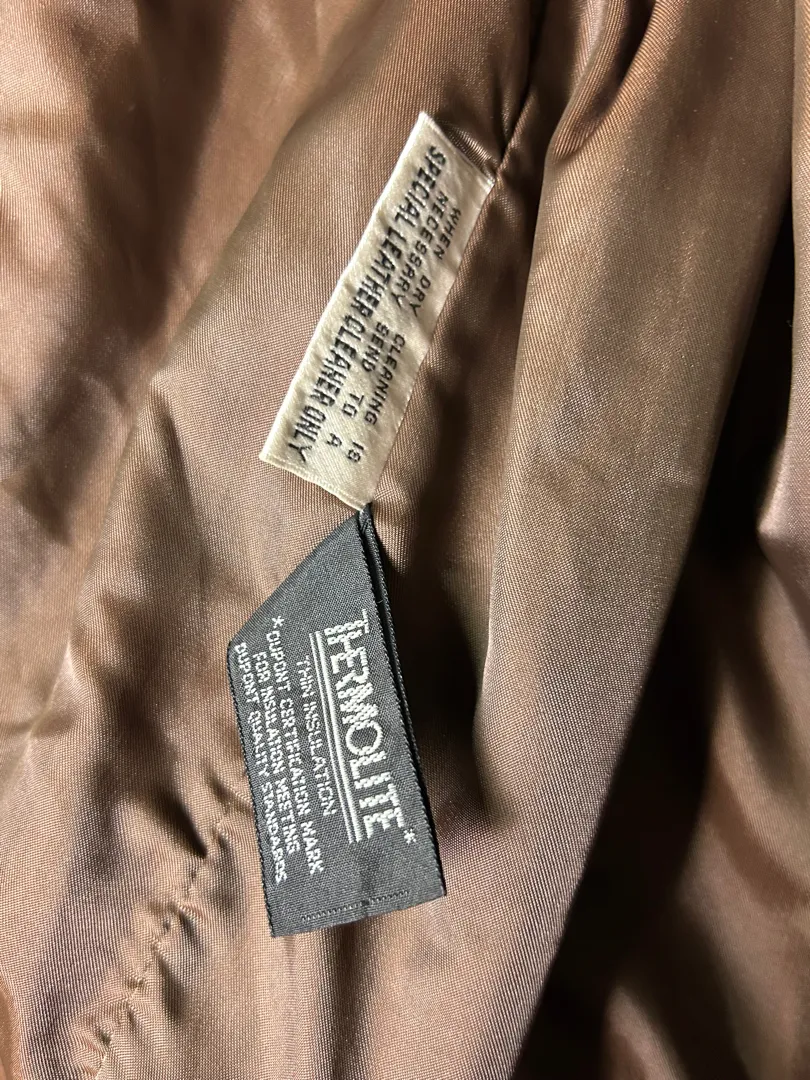 WHEN DRY CLEANING IS
NECESSARY SEND TO A
SPECIAL LEATHER CLEANER ONLY
THERMOLITE*
THIN INSULATION
*DUPONT CERTIFICATION MARK
FOR INSULATION MEETING
DUPONT QUALITY STANDARDS